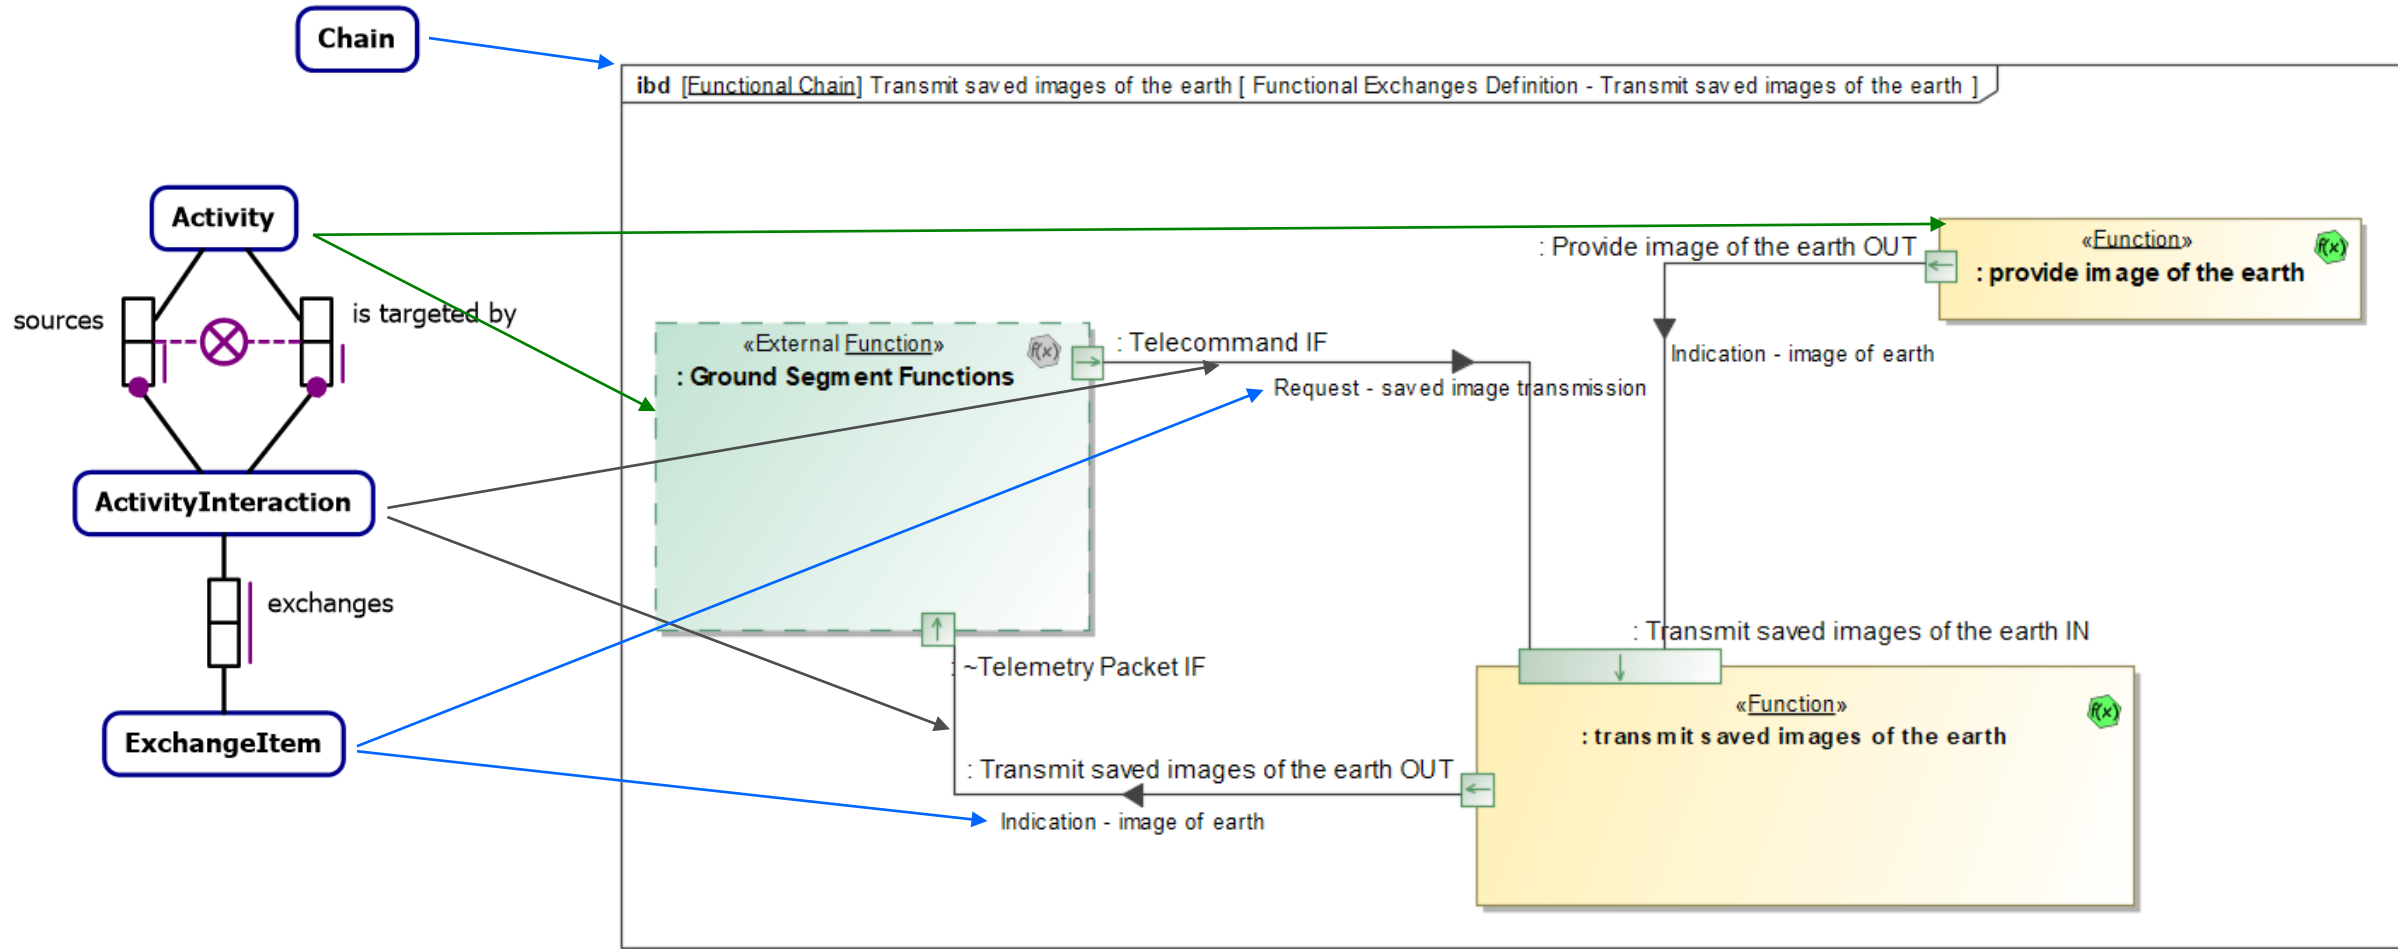 Chain
ibd [Functional Chain] Transmit saved images of the earth [ Functional Exchanges Definition - Transmit saved images of the earth ]
Activity
sources
is targeted by
ActivityInteraction
exchanges
ExchangeItem
«External Function»
: Ground Segment Functions
f(x)
: Telecommand IF
Request - saved image transmission
: Provide image of the earth OUT
Indication - image of earth
«Function»
: provide image of the earth
f(x)
: ~Telemetry Packet IF
: Transmit saved images of the earth IN
«Function»
: transmit saved images of the earth
f(x)
: Transmit saved images of the earth OUT
Indication - image of earth